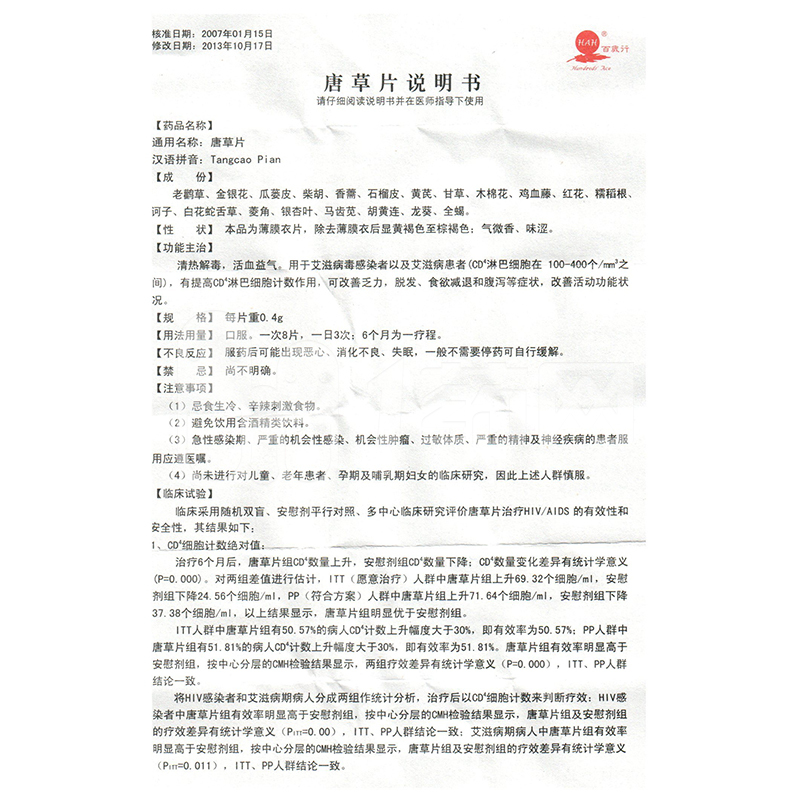 核准日期：2007年01月15日
修改日期：2013年10月17日
HAH
®
百歲行
Hundreds' Ace
唐草片说明书
请仔细阅读说明书并在医师指导下使用
【药品名称】
通用名称：唐草片
汉语拼音：Tangcao Pian
【成　　份】
老鹳草、金银花、瓜蒌皮、柴胡、香薷、石榴皮、黄芪、甘草、木棉花、鸡血藤、红花、糯稻根、
诃子、白花蛇舌草、菱角、银杏叶、马齿苋、胡黄连、龙葵、全蝎。
【性　　状】 本品为薄膜衣片，除去薄膜衣后显黄褐色至棕褐色；气微香、味涩。
【功能主治】
清热解毒，活血益气。用于艾滋病毒感染者以及艾滋病患者(CD⁴淋巴细胞在 100-400个/mm³之
间)，有提高CD⁴淋巴细胞计数作用，可改善乏力，脱发、食欲减退和腹泻等症状，改善活动功能状
况。
【规　　格】 每片重0.4g
【用法用量】 口服。一次8片，一日3次；6个月为一疗程。
【不良反应】 服药后可能出现恶心、消化不良、失眠，一般不需要停药可自行缓解。
【禁　　忌】 尚不明确。
【注意事项】
（1）忌食生冷、辛辣刺激食物。
（2）避免饮用含酒精类饮料。
（3）急性感染期、严重的机会性感染、机会性肿瘤、过敏体质、严重的精神及神经疾病的患者服
用应遵医嘱。
（4）尚未进行对儿童、老年患者、孕期及哺乳期妇女的临床研究，因此上述人群慎服。
【临床试验】
临床采用随机双盲、安慰剂平行对照、多中心临床研究评价唐草片治疗HIV/AIDS 的有效性和
安全性，其结果如下：
1、CD⁴细胞计数绝对值：
治疗6个月后，唐草片组CD⁴数量上升，安慰剂组CD⁴数量下降；CD⁴数量变化差异有统计学意义
(P=0.000)。对两组差值进行估计，ITT（愿意治疗）人群中唐草片组上升69.32个细胞/ml，安慰
剂组下降24.56个细胞/ml，PP（符合方案）人群中唐草片组上升71.64个细胞/ml，安慰剂组下降
37.38个细胞/ml，以上结果显示，唐草片组明显优于安慰剂组。
ITT人群中唐草片组有50.57%的病人CD⁴计数上升幅度大于30%，即有效率为50.57%；PP人群中
唐草片组有51.81%的病人CD⁴计数上升幅度大于30%，即有效率为51.81%。唐草片组有效率明显高于
安慰剂组，按中心分层的CMH检验结果显示，两组疗效差异有统计学意义（P=0.000），ITT、PP人群
结论一致。
将HIV感染者和艾滋病期病人分成两组作统计分析，治疗后以CD⁴细胞计数来判断疗效：HIV感
染者中唐草片组有效率明显高于安慰剂组，按中心分层的CMH检验结果显示，唐草片组及安慰剂组
的疗效差异有统计学意义（PITT=0.00），ITT、PP人群结论一致；艾滋病期病人中唐草片组有效率
明显高于安慰剂组，按中心分层的CMH检验结果显示，唐草片组及安慰剂组的疗效差异有统计学意义
（PITT=0.011），ITT、PP人群结论一致。